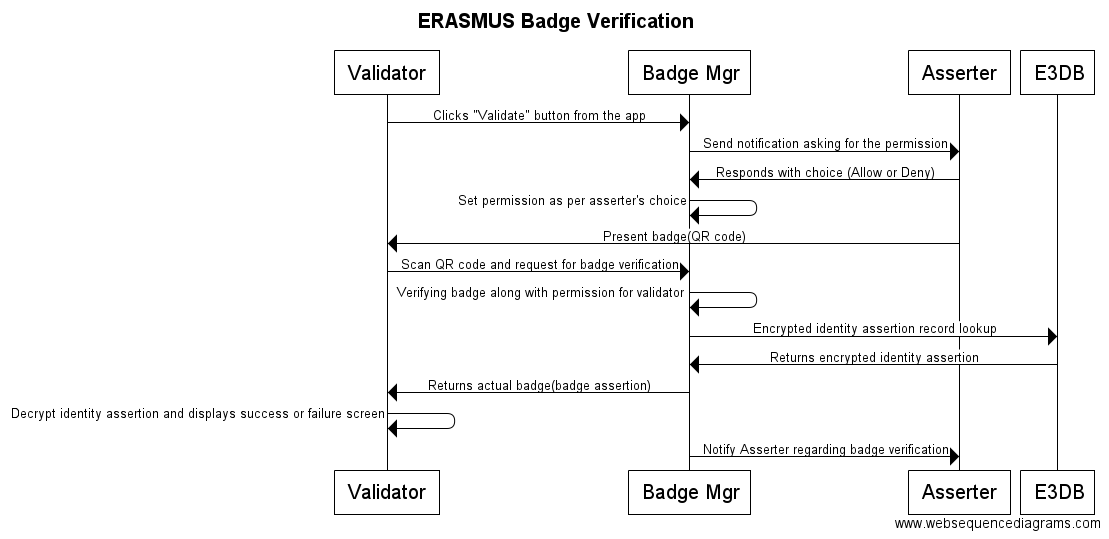 ERASMUS Badge Verification
Validator
Badge Mgr
Asserter
E3DB
Clicks "Validate" button from the app
Send notification asking for the permission
Responds with choice (Allow or Deny)
Set permission as per asserter's choice
Present badge(QR code)
Scan QR code and request for badge verification
Verifying badge along with permission for validator
Encrypted identity assertion record lookup
Returns encrypted identity assertion
Returns actual badge(badge assertion)
Decrypt identity assertion and displays success or failure screen
Notify Asserter regarding badge verification
Validator
Badge Mgr
Asserter
E3DB
www.websequencediagrams.com